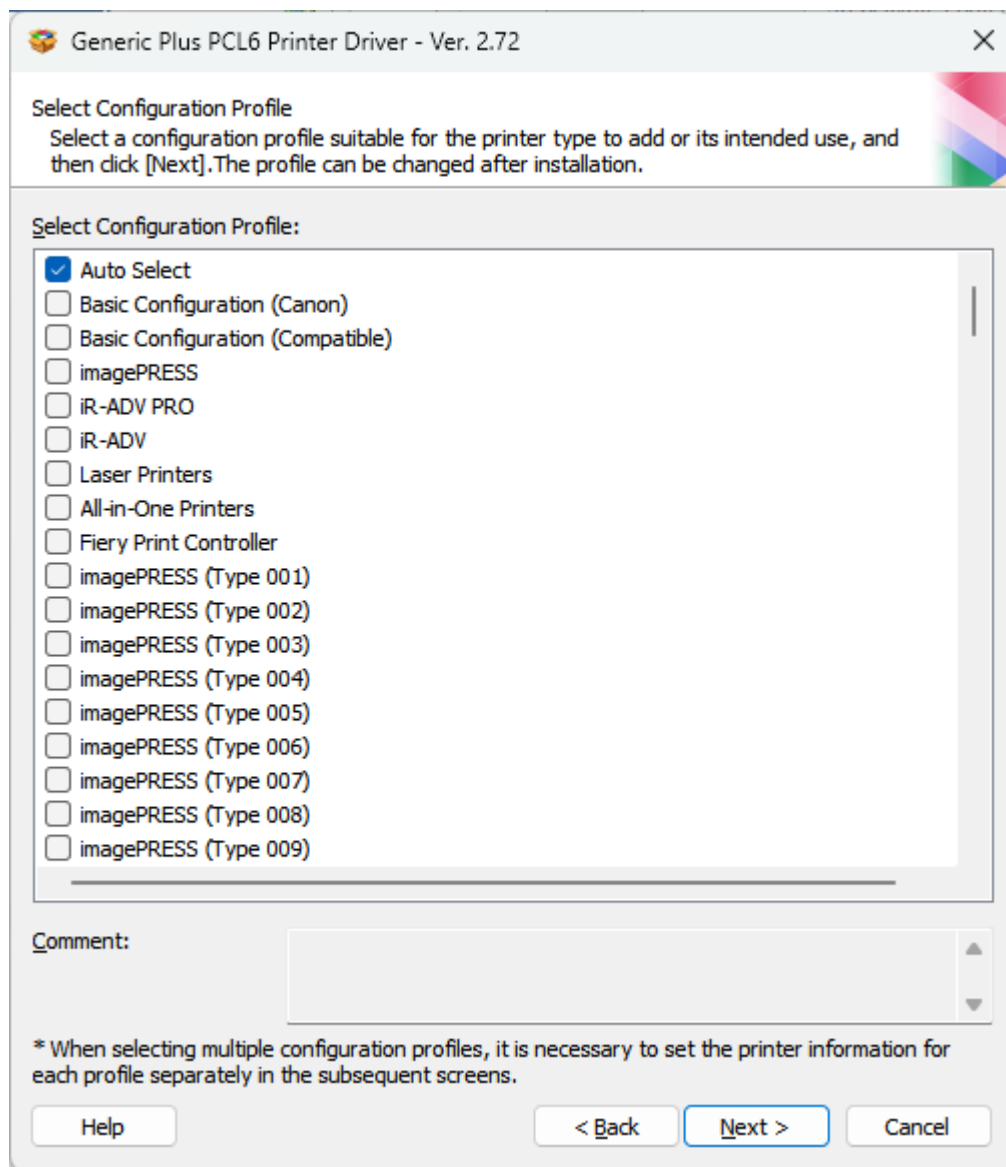 Generic Plus PCL6 Printer Driver - Ver. 2.72
Select Configuration Profile
Select a configuration profile suitable for the printer type to add or its intended use, and
then click [Next].The profile can be changed after installation.
Select Configuration Profile:
Auto Select
Basic Configuration (Canon)
Basic Configuration (Compatible)
imagePRESS
iR-ADV PRO
iR-ADV
Laser Printers
All-in-One Printers
Fiery Print Controller
imagePRESS (Type 001)
imagePRESS (Type 002)
imagePRESS (Type 003)
imagePRESS (Type 004)
imagePRESS (Type 005)
imagePRESS (Type 006)
imagePRESS (Type 007)
imagePRESS (Type 008)
imagePRESS (Type 009)
Comment:
* When selecting multiple configuration profiles, it is necessary to set the printer information for
each profile separately in the subsequent screens.
Help
< Back
Next >
Cancel